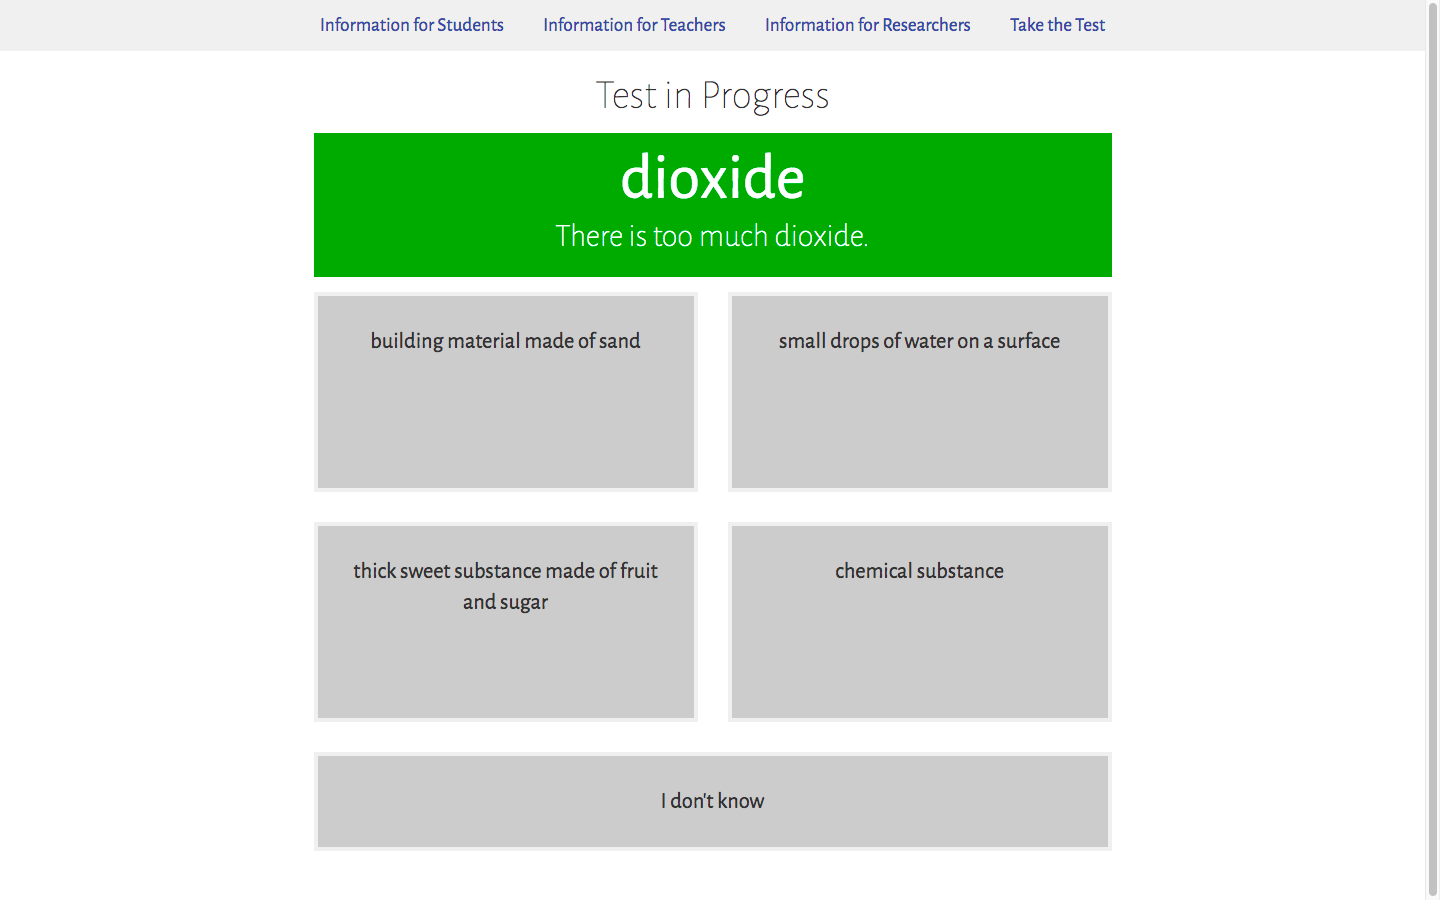 Information for Students Information for Teachers Information for Researchers Take the Test
Test in Progress
dioxide
There is too much dioxide.
building material made of sand
small drops of water on a surface
thick sweet substance made of fruit
and sugar
chemical substance
I don't know